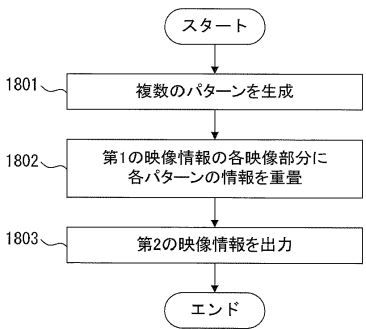 スタート
1801
複数のパターンを生成
1802
第1の映像情報の各映像部分に
各パターンの情報を重畳
1803
第2の映像情報を出力
エンド